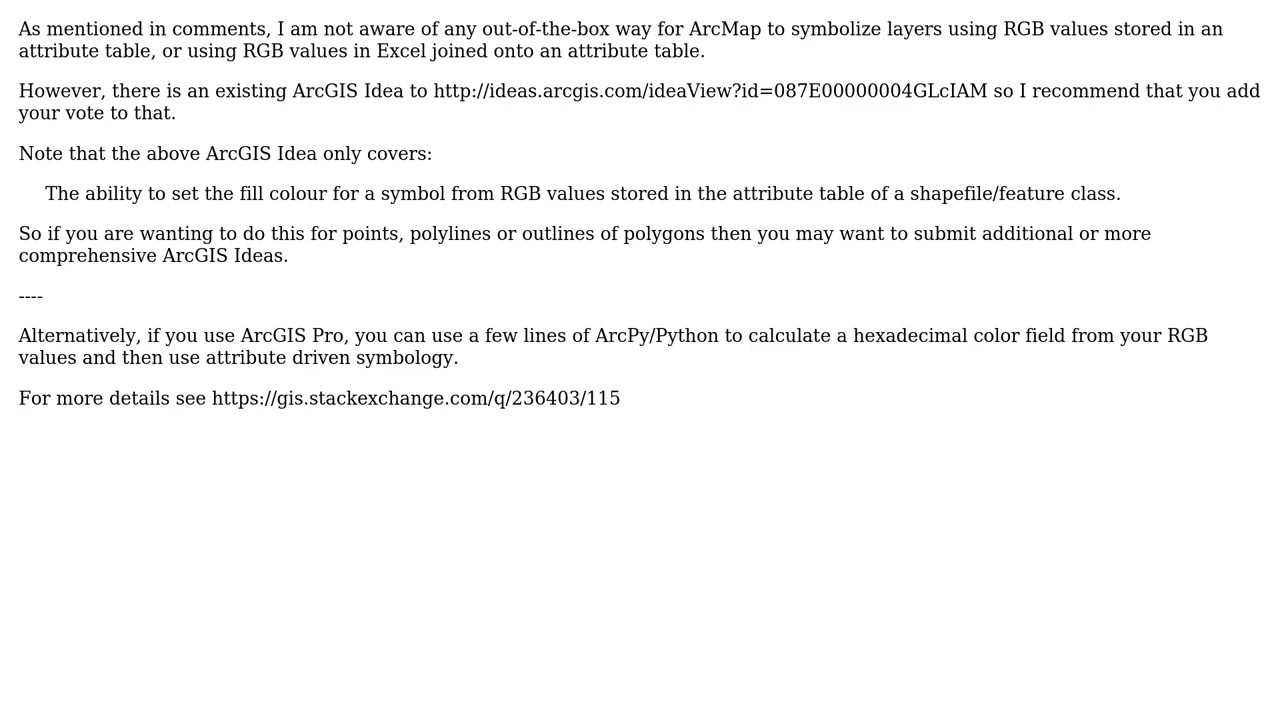 As mentioned in comments, I am not aware of any out-of-the-box way for ArcMap to symbolize layers using RGB values stored in an
attribute table, or using RGB values in Excel joined onto an attribute table.
However, there is an existing ArcGIS Idea to http://ideas.arcgis.com/ideaView?id=087E00000004GLcIAM so I recommend that you add
your vote to that.
Note that the above ArcGIS Idea only covers:
The ability to set the fill colour for a symbol from RGB values stored in the attribute table of a shapefile/feature class.
So if you are wanting to do this for points, polylines or outlines of polygons then you may want to submit additional or more
comprehensive ArcGIS Ideas.
----
Alternatively, if you use ArcGIS Pro, you can use a few lines of ArcPy/Python to calculate a hexadecimal color field from your RGB
values and then use attribute driven symbology.
For more details see https://gis.stackexchange.com/q/236403/115